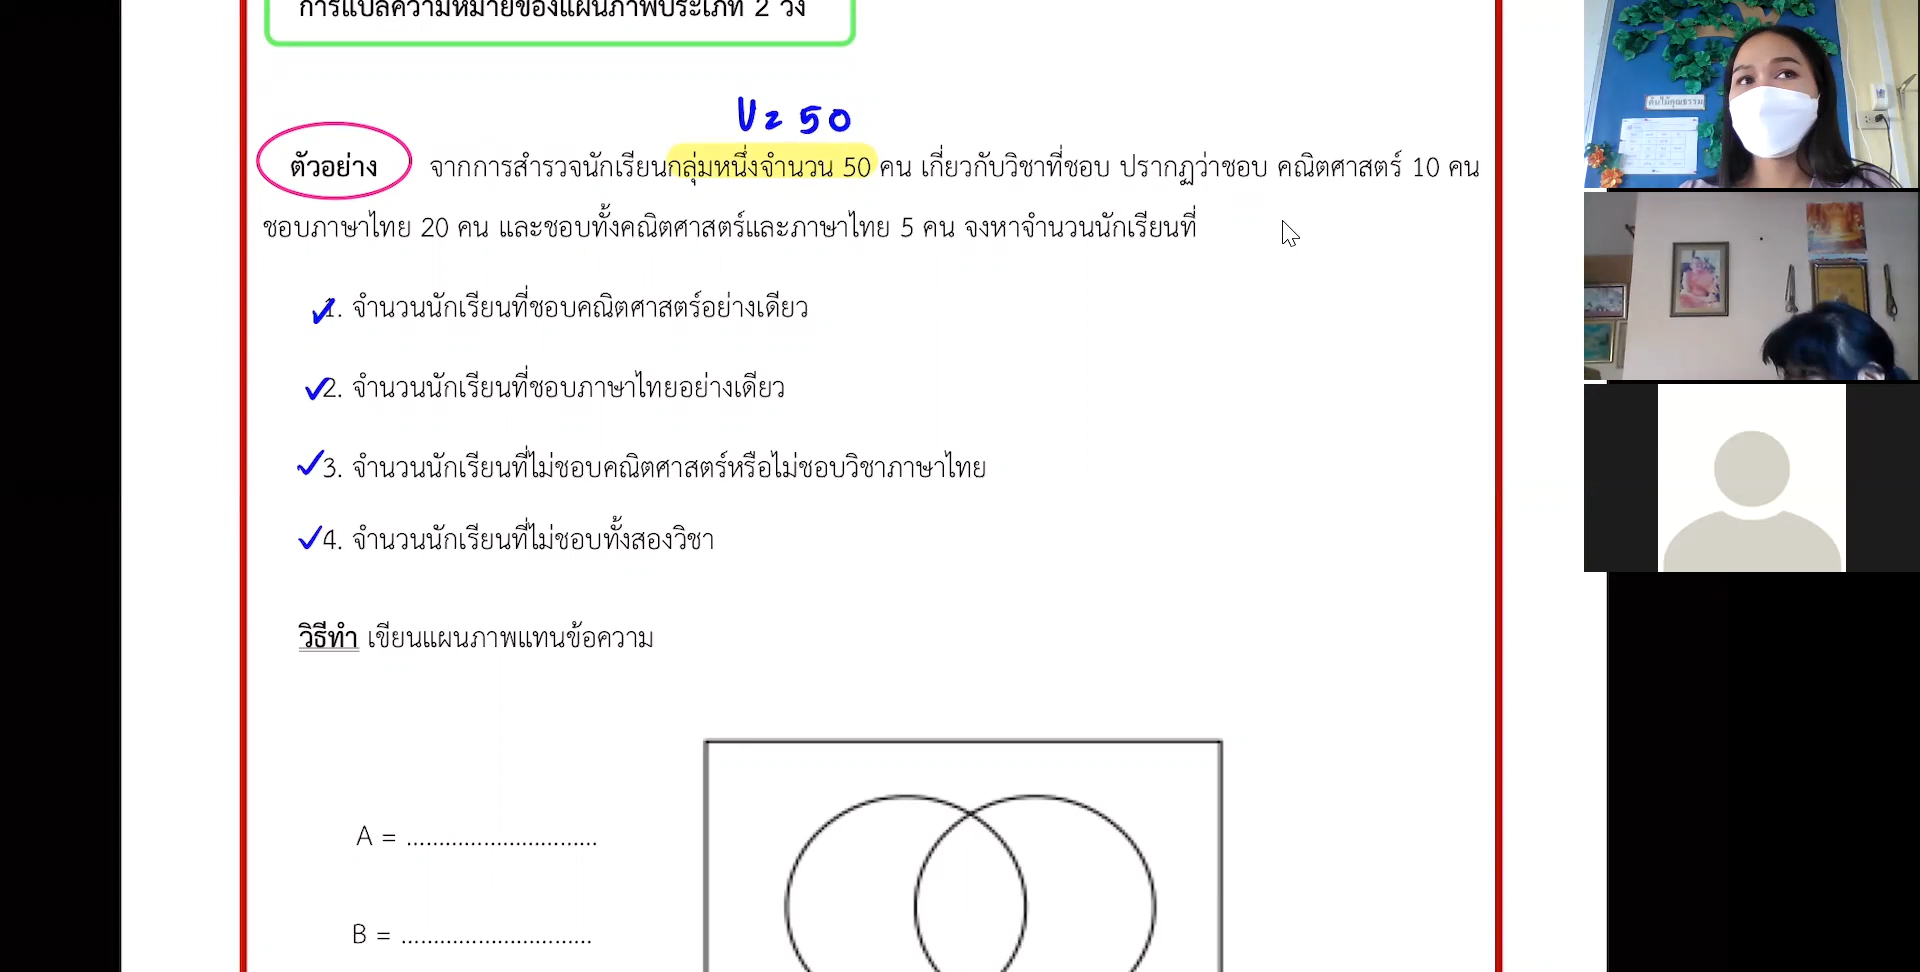 การแปลความหมายของแผนภาพประเภท 2 วง
U = 50
ตัวอย่าง จากการสำรวจนักเรียนกลุ่มหนึ่งจำนวน 50 คน เกี่ยวกับวิชาที่ชอบ ปรากฏว่าชอบ คณิตศาสตร์ 10 คน
ชอบภาษาไทย 20 คน และชอบทั้งคณิตศาสตร์และภาษาไทย 5 คน จงหาจำนวนนักเรียนที่
1. จำนวนนักเรียนที่ชอบคณิตศาสตร์อย่างเดียว
2. จำนวนนักเรียนที่ชอบภาษาไทยอย่างเดียว
3. จำนวนนักเรียนที่ไม่ชอบคณิตศาสตร์หรือไม่ชอบวิชาภาษาไทย
4. จำนวนนักเรียนที่ไม่ชอบทั้งสองวิชา
วิธีทำ เขียนแผนภาพแทนข้อความ
A = .............................
B = .............................
ต้นไม้คุณธรรม